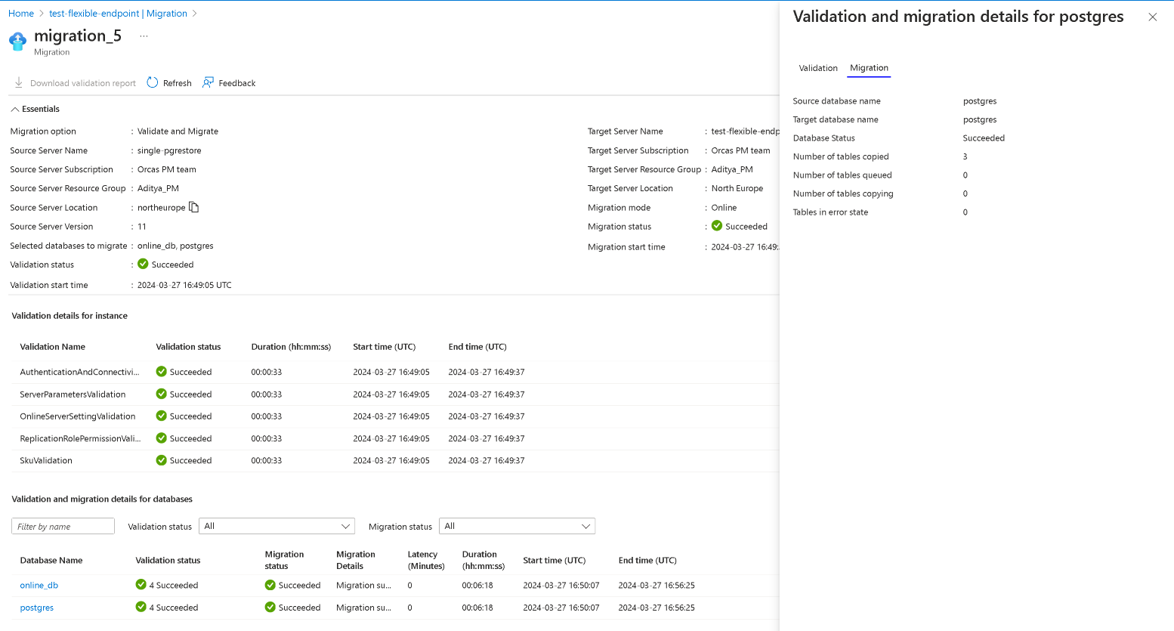 Home > test-flexible-endpoint | Migration >
migration_5 ...
Migration
Download validation report Refresh Feedback
Essentials
Migration option : Validate and Migrate
Source Server Name : single-pgrestore
Source Server Subscription : Orcas PM team
Source Server Resource Group : Aditya_PM
Source Server Location : northeurope
Source Server Version : 11
Selected databases to migrate : online_db, postgres
Validation status : Succeeded
Validation start time : 2024-03-27 16:49:05 UTC
Target Server Name : test-flexible-endp
Target Server Subscription : Orcas PM team
Target Server Resource Group : Aditya_PM
Target Server Location : North Europe
Migration mode : Online
Migration status : Succeeded
Migration start time : 2024-03-27 16:49:
Validation details for instance
Validation Name Validation status Duration (hh:mm:ss) Start time (UTC) End time (UTC)
AuthenticationAndConnectivi... Succeeded 00:00:33 2024-03-27 16:49:05 2024-03-27 16:49:37
ServerParametersValidation Succeeded 00:00:33 2024-03-27 16:49:05 2024-03-27 16:49:37
OnlineServerSettingValidation Succeeded 00:00:33 2024-03-27 16:49:05 2024-03-27 16:49:37
ReplicationRolePermissionVali... Succeeded 00:00:33 2024-03-27 16:49:05 2024-03-27 16:49:37
SkuValidation Succeeded 00:00:33 2024-03-27 16:49:05 2024-03-27 16:49:37
Validation and migration details for databases
Filter by name Validation status All Migration status All
Database Name Validation status Migration status Migration Details Latency (Minutes) Duration (hh:mm:ss) Start time (UTC) End time (UTC)
online_db 4 Succeeded Succeeded Migration su... 0 00:06:18 2024-03-27 16:50:07 2024-03-27 16:56:25
postgres 4 Succeeded Succeeded Migration su... 0 00:06:18 2024-03-27 16:50:07 2024-03-27 16:56:25
Validation and migration details for postgres
Validation Migration
Source database name postgres
Target database name postgres
Database Status Succeeded
Number of tables copied 3
Number of tables queued 0
Number of tables copying 0
Tables in error state 0